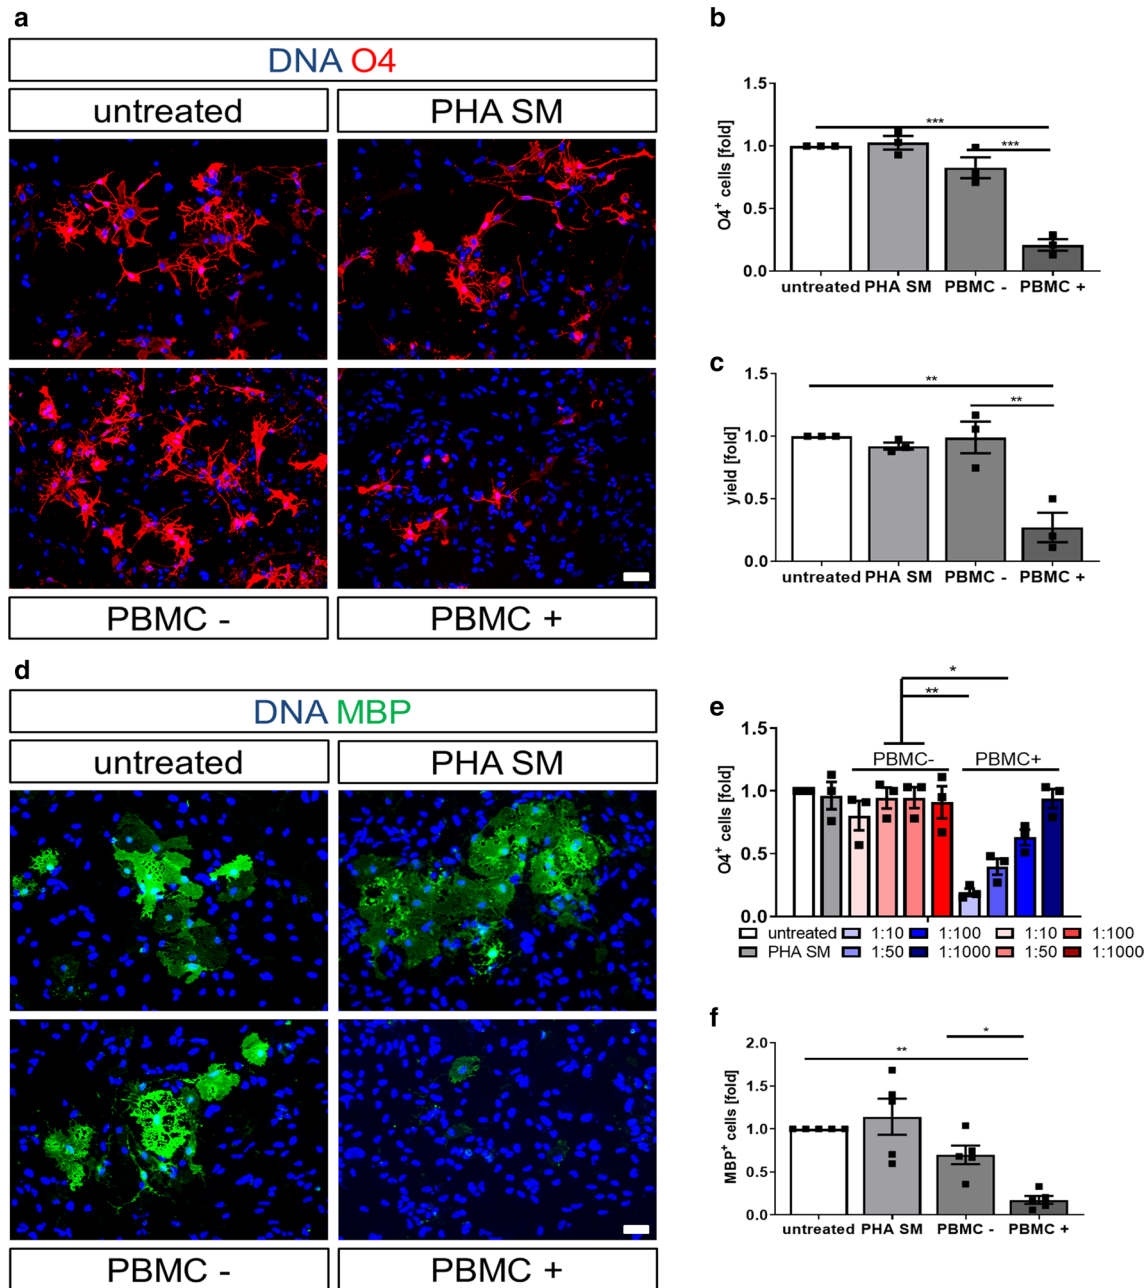 a
DNA O4
untreated PHA SM
PBMC - PBMC +
b
1.5
***
1.0
***
0.5
0.0
O4⁺ cells [fold]
untreated PHA SM PBMC - PBMC +
c
1.5
**
**
1.0
0.5
0.0
yield [fold]
untreated PHA SM PBMC - PBMC +
d
DNA MBP
untreated PHA SM
PBMC - PBMC +
e
*
**
1.5
PBMC- PBMC+
1.0
0.5
0.0
O4⁺ cells [fold]
untreated 1:10 1:100 1:10 1:100
PHA SM 1:50 1:1000 1:50 1:1000
f
2.0
*
**
1.5
1.0
0.5
0.0
MBP⁺ cells [fold]
untreated PHA SM PBMC - PBMC +